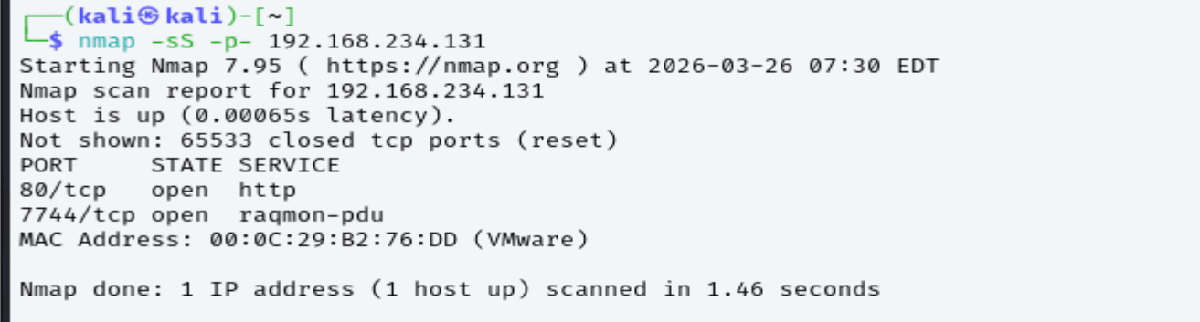 ┌──(kali㉿kali)-[~]
└─$ nmap -sS -p- 192.168.234.131
Starting Nmap 7.95 ( https://nmap.org ) at 2026-03-26 07:30 EDT
Nmap scan report for 192.168.234.131
Host is up (0.00065s latency).
Not shown: 65533 closed tcp ports (reset)
PORT     STATE SERVICE
80/tcp   open  http
7744/tcp open  raqmon-pdu
MAC Address: 00:0C:29:B2:76:DD (VMware)
Nmap done: 1 IP address (1 host up) scanned in 1.46 seconds